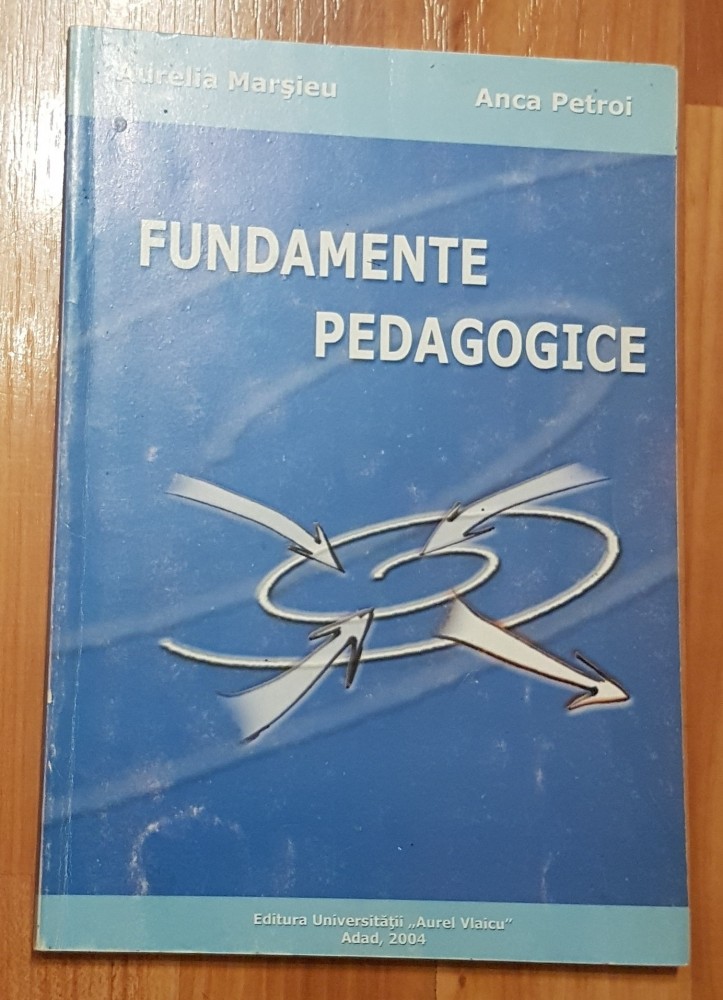 Aurelia Marşieu
Anca Petroi
FUNDAMENTE
PEDAGOGICE
Editura Universităţii „Aurel Vlaicu”
Adad, 2004